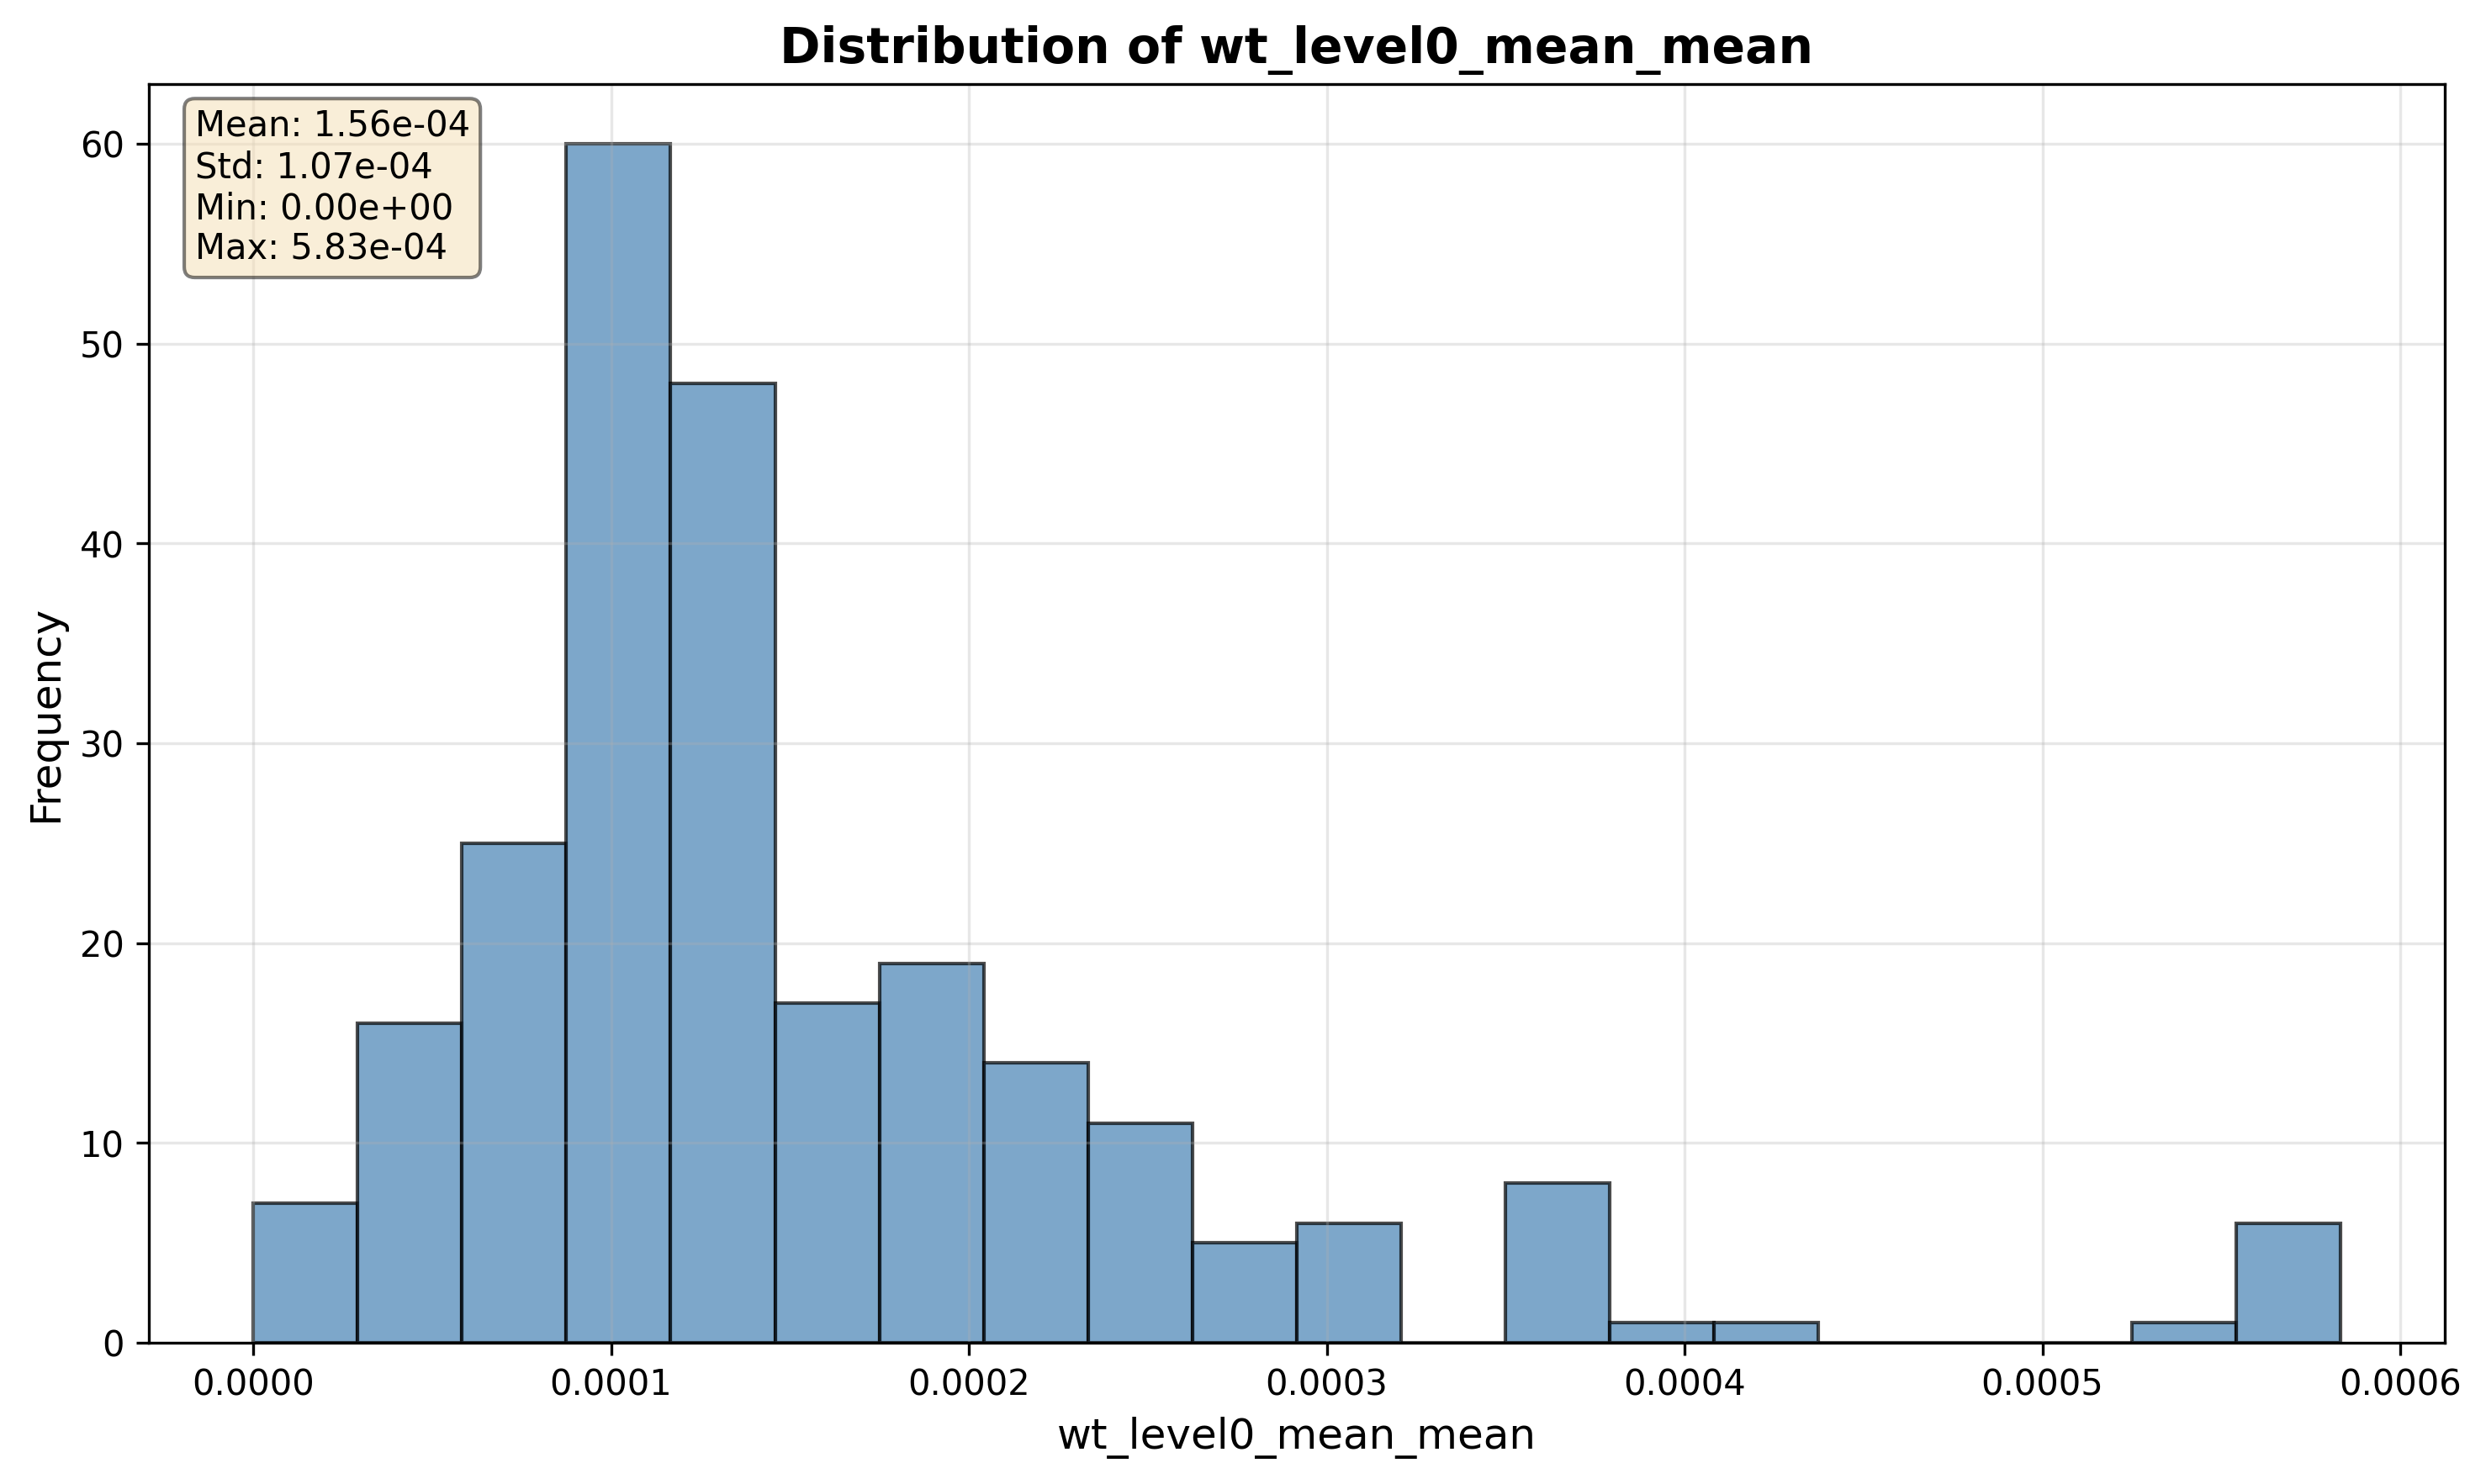 Distribution of wt_level0_mean_mean
Mean: 1.56e-04
Std: 1.07e-04
Min: 0.00e+00
Max: 5.83e-04
60
50
40
30
20
10
0
Frequency
0.0000 0.0001 0.0002 0.0003 0.0004 0.0005 0.0006
wt_level0_mean_mean